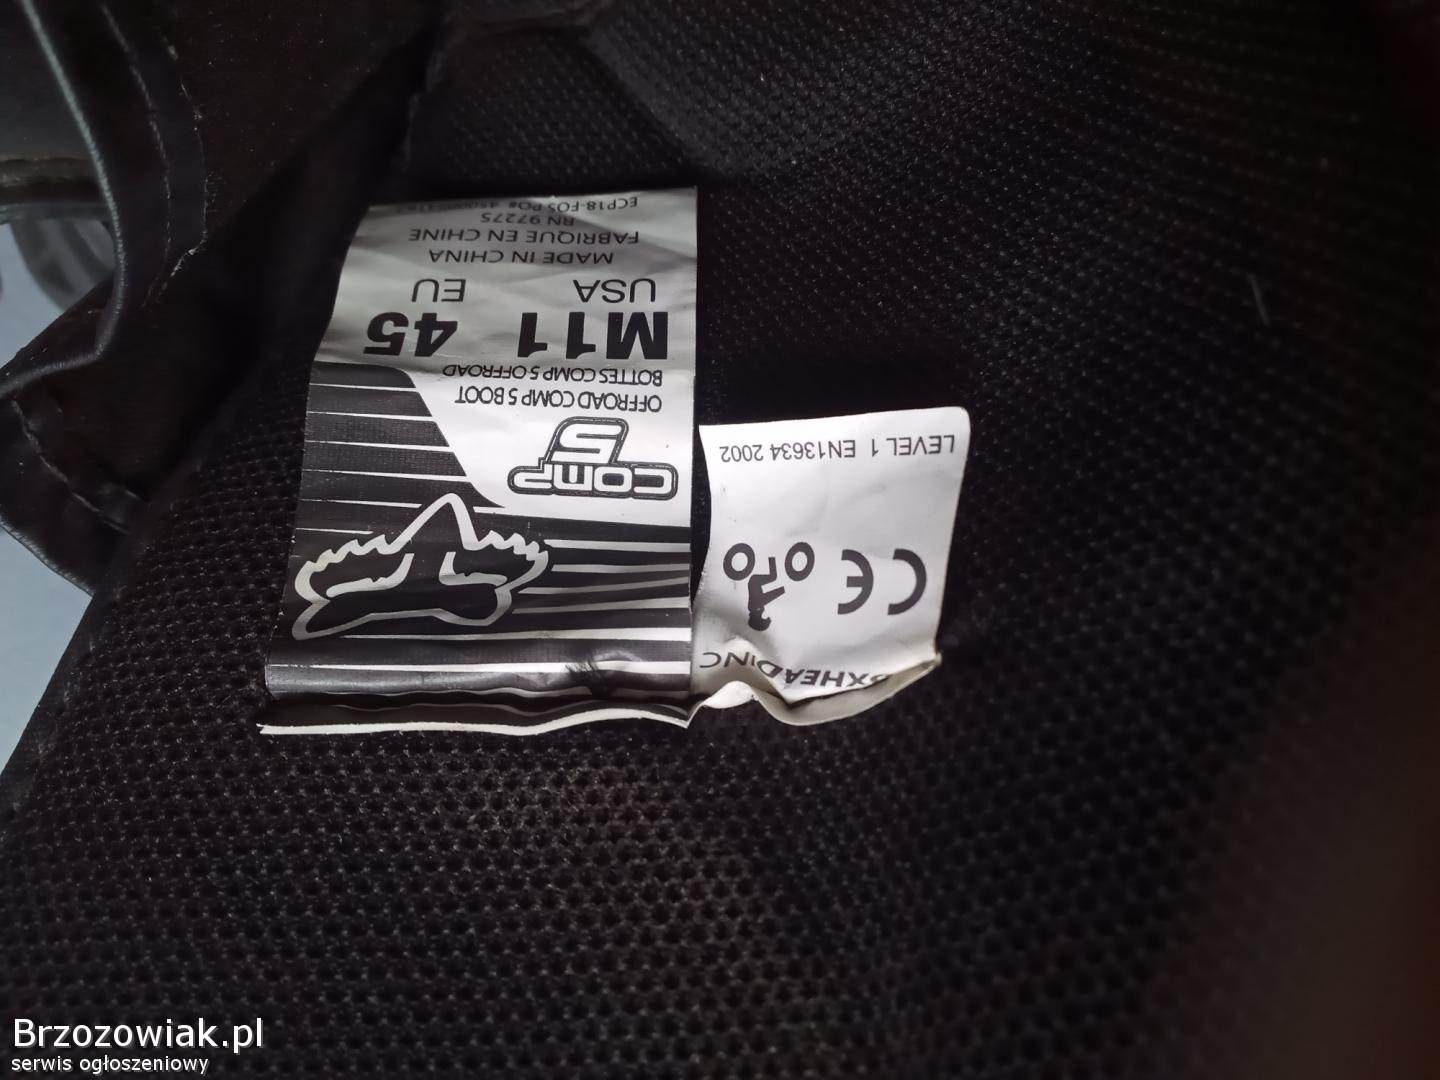 COMP
5
OFFROAD COMP 5 BOOT
BOTTES COMP 5 OFFROAD
M11 45
USA EU
MADE IN CHINA
FABRIQUE EN CHINE
RN 97275
ECP18-F05 PO#
CE
LEVEL 1 EN13634 2002
Brzozowiak.pl
serwis ogłoszeniowy